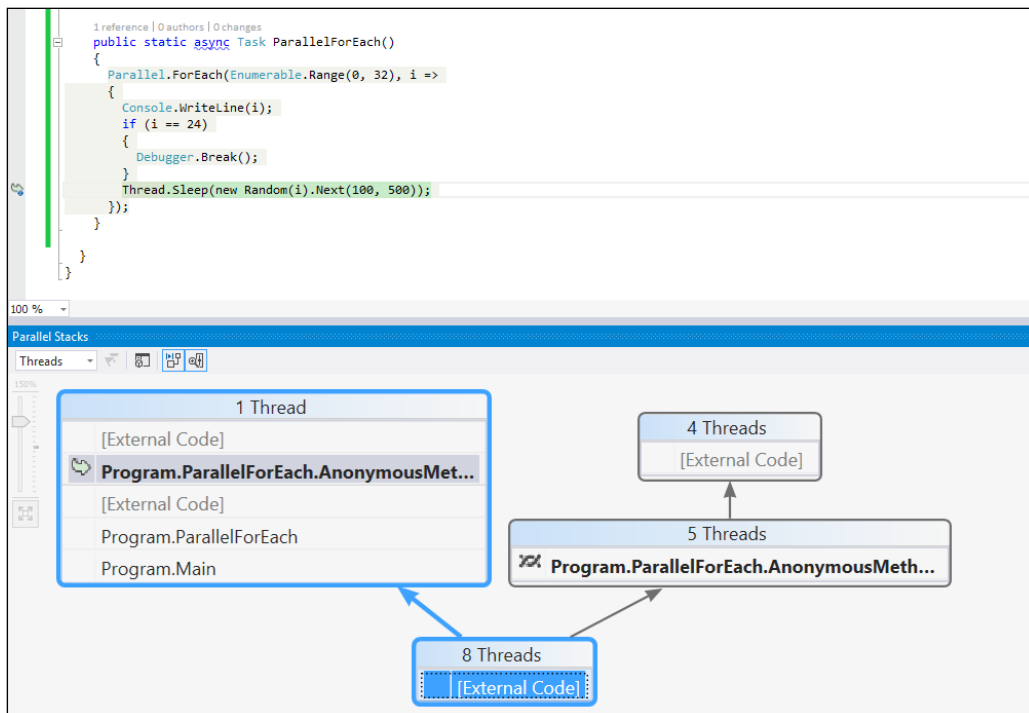 1 reference | 0 authors | 0 changes
public static async Task ParallelForEach()
{
Parallel.ForEach(Enumerable.Range(0, 32), i =>
{
Console.WriteLine(i);
if (i == 24)
{
Debugger.Break();
}
Thread.Sleep(new Random(i).Next(100, 500));
});
}
}
}
100 %
Parallel Stacks
Threads
150%
1 Thread
[External Code]
Program.ParallelForEach.AnonymousMet...
[External Code]
Program.ParallelForEach
Program.Main
4 Threads
[External Code]
5 Threads
Program.ParallelForEach.AnonymousMeth...
8 Threads
[External Code]